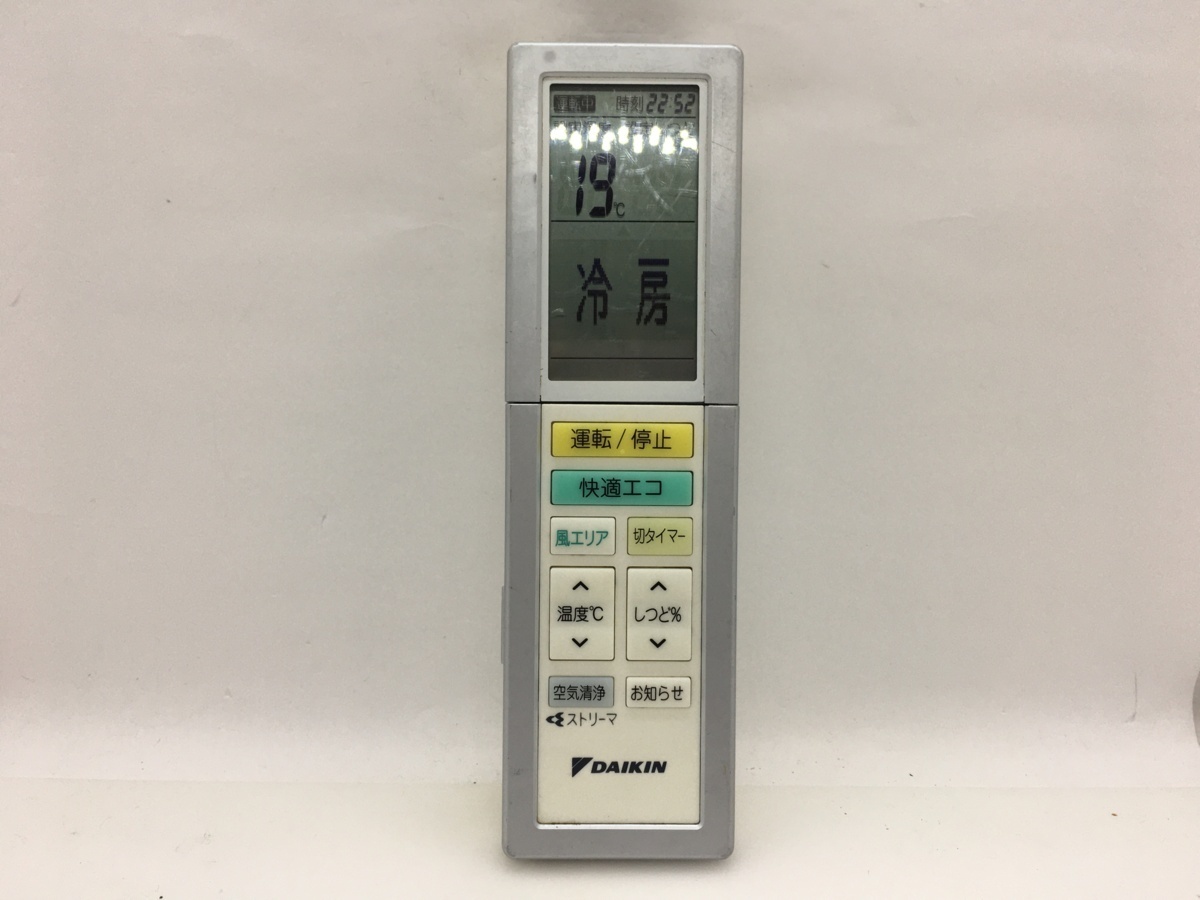 時刻 22:52
19℃
冷房
運転/停止
快適エコ
風エリア 切タイマー
温度℃ しつど%
空気清浄 お知らせ
ストリーマ
DAIKIN